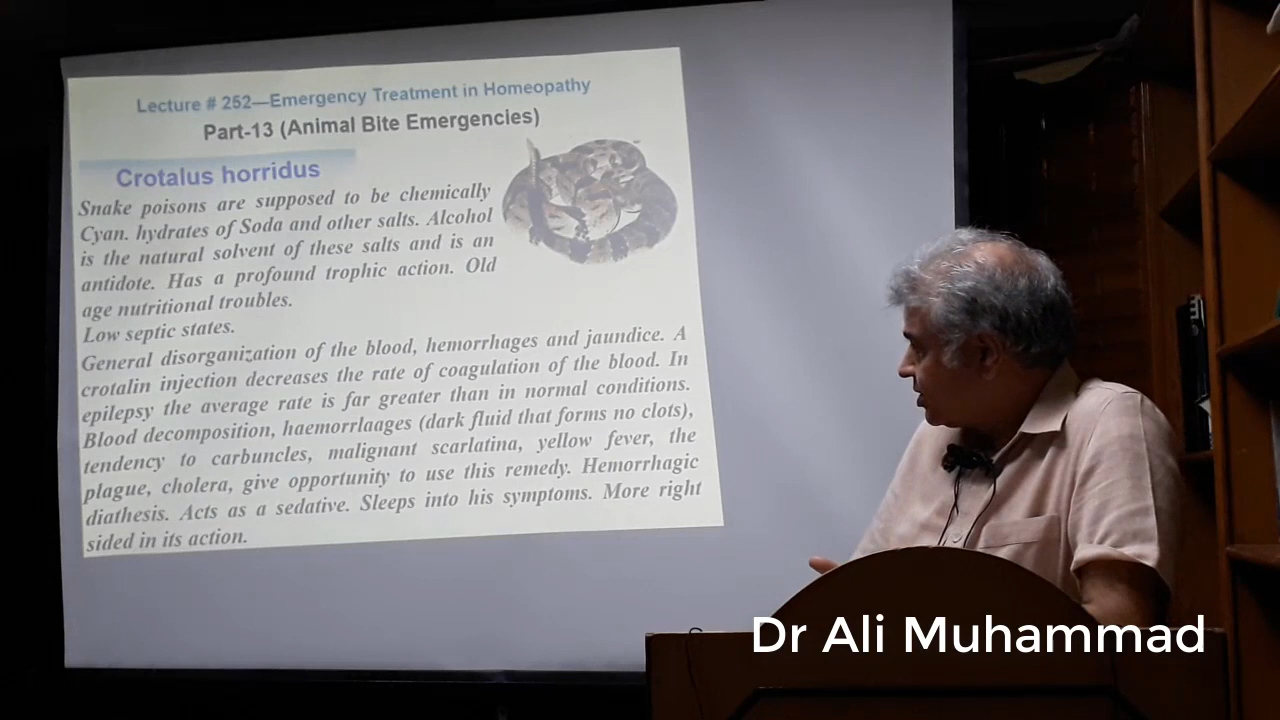 Lecture # 252—Emergency Treatment in Homeopathy
Part-13 (Animal Bite Emergencies)
Crotalus horridus
Snake poisons are supposed to be chemically
Cyan. hydrates of Soda and other salts. Alcohol
is the natural solvent of these salts and is an
antidote. Has a profound trophic action. Old
age nutritional troubles.
Low septic states.
General disorganization of the blood, hemorrhages and jaundice. A
crotalin injection decreases the rate of coagulation of the blood. In
epilepsy the average rate is far greater than in normal conditions.
Blood decomposition, haemorrlaages (dark fluid that forms no clots),
tendency to carbuncles, malignant scarlatina, yellow fever, the
plague, cholera, give opportunity to use this remedy. Hemorrhagic
diathesis. Acts as a sedative. Sleeps into his symptoms. More right
sided in its action.
Dr Ali Muhammad